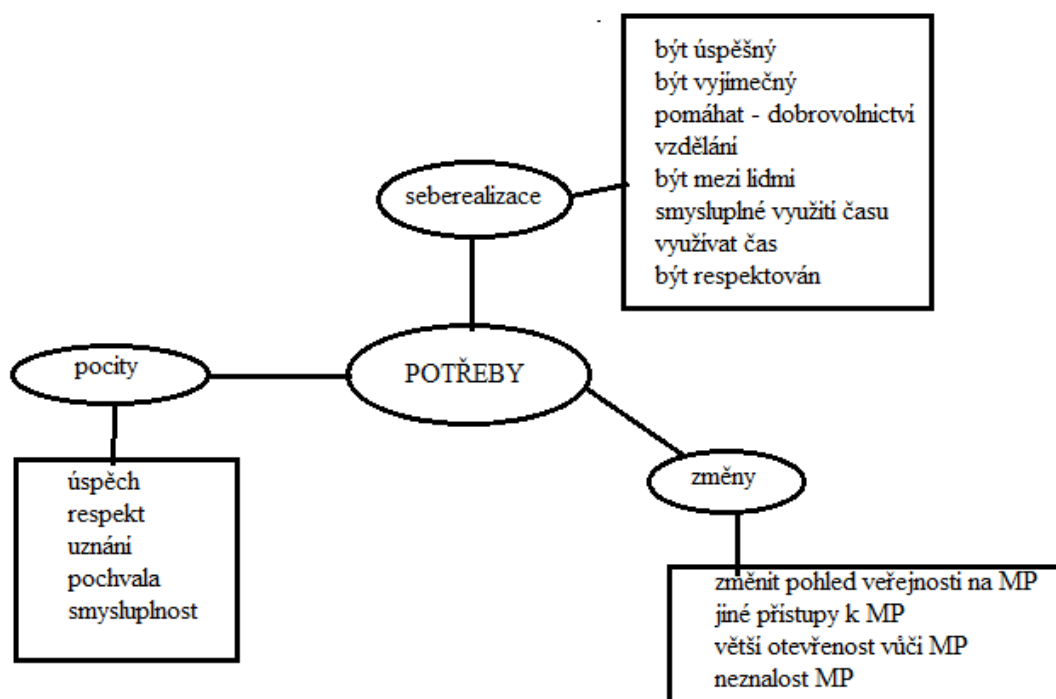 být úspěšný
být vyjímečný
pomáhat - dobrovolnictví
vzdělání
být mezi lidmi
smysluplné využití času
využívat čas
být respektován
seberealizace
pocity
POTŘEBY
úspěch
respekt
uznání
pochvala
smysluplnost
změny
změnit pohled veřejnosti na MP
jiné přístupy k MP
větší otevřenost vůči MP
neznalost MP